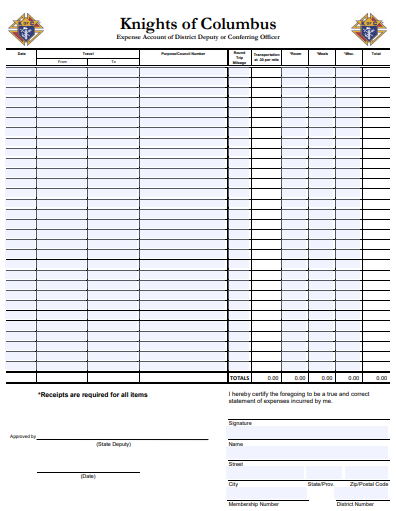 Knights of Columbus
Expense Account of District Deputy or Conferring Officer
Date Travel Purpose/Council Number Round Trip Mileage Transportation at .30 per mile *Room *Meals *Misc. Total
From To
TOTALS 0.00 0.00 0.00 0.00 0.00
*Receipts are required for all items
I hereby certify the foregoing to be a true and correct
statement of expenses incurred by me.
Signature
Approved by
(State Deputy)
Name
Street
(Date)
City State/Prov. Zip/Postal Code
Membership Number District Number